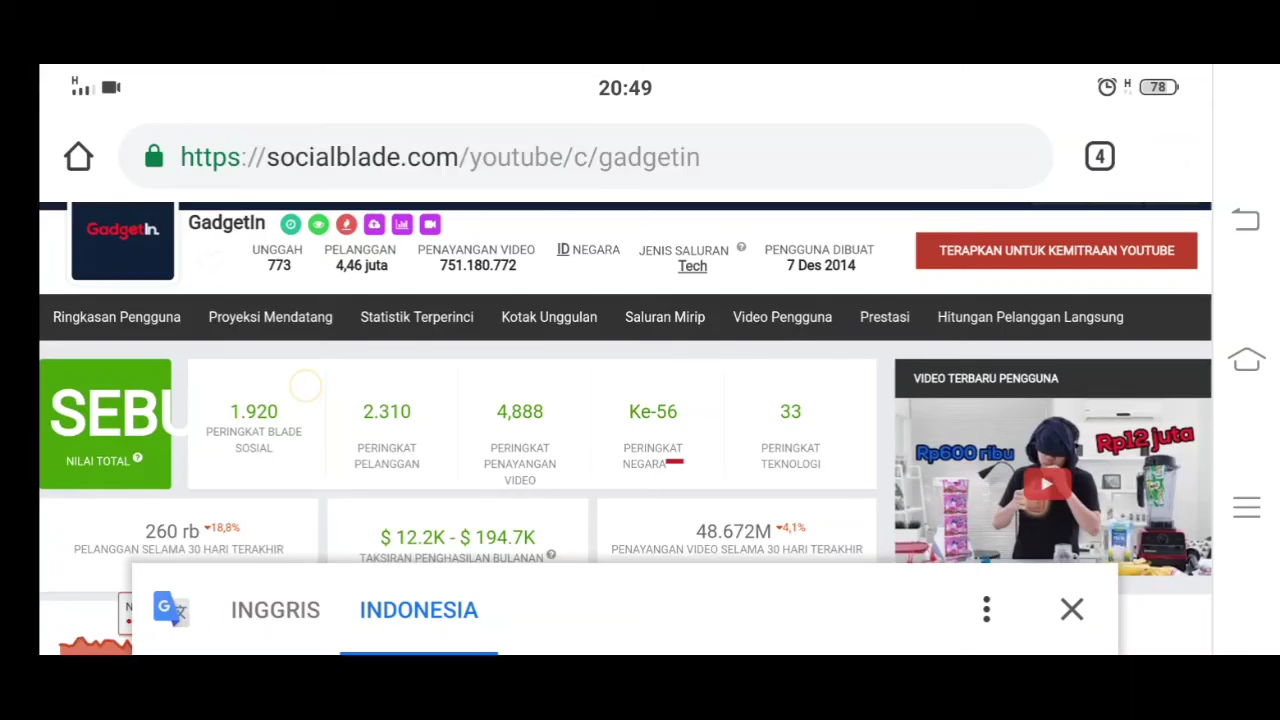 H
20:49
H
78
https://socialblade.com/youtube/c/gadgetin
4
GadgetIn.
GadgetIn
UNGGAH
773
PELANGGAN
4,46 juta
PENAYANGAN VIDEO
751.180.772
ID NEGARA
JENIS SALURAN ?
Tech
PENGGUNA DIBUAT
7 Des 2014
TERAPKAN UNTUK KEMITRAAN YOUTUBE
Ringkasan Pengguna Proyeksi Mendatang Statistik Terperinci Kotak Unggulan Saluran Mirip Video Pengguna Prestasi Hitungan Pelanggan Langsung
SEBU
NILAI TOTAL ?
1.920
PERINGKAT BLADE
SOSIAL
2.310
PERINGKAT
PELANGGAN
4,888
PERINGKAT
PENAYANGAN
VIDEO
Ke-56
PERINGKAT
NEGARA
33
PERINGKAT
TEKNOLOGI
VIDEO TERBARU PENGGUNA
Rp600 ribu
Rp12 juta
260 rb 18,8%
PELANGGAN SELAMA 30 HARI TERAKHIR
$ 12.2K - $ 194.7K
TAKSIRAN PENGHASILAN BULANAN ?
48.672M 4,1%
PENAYANGAN VIDEO SELAMA 30 HARI TERAKHIR
N
G
INGGRIS
INDONESIA